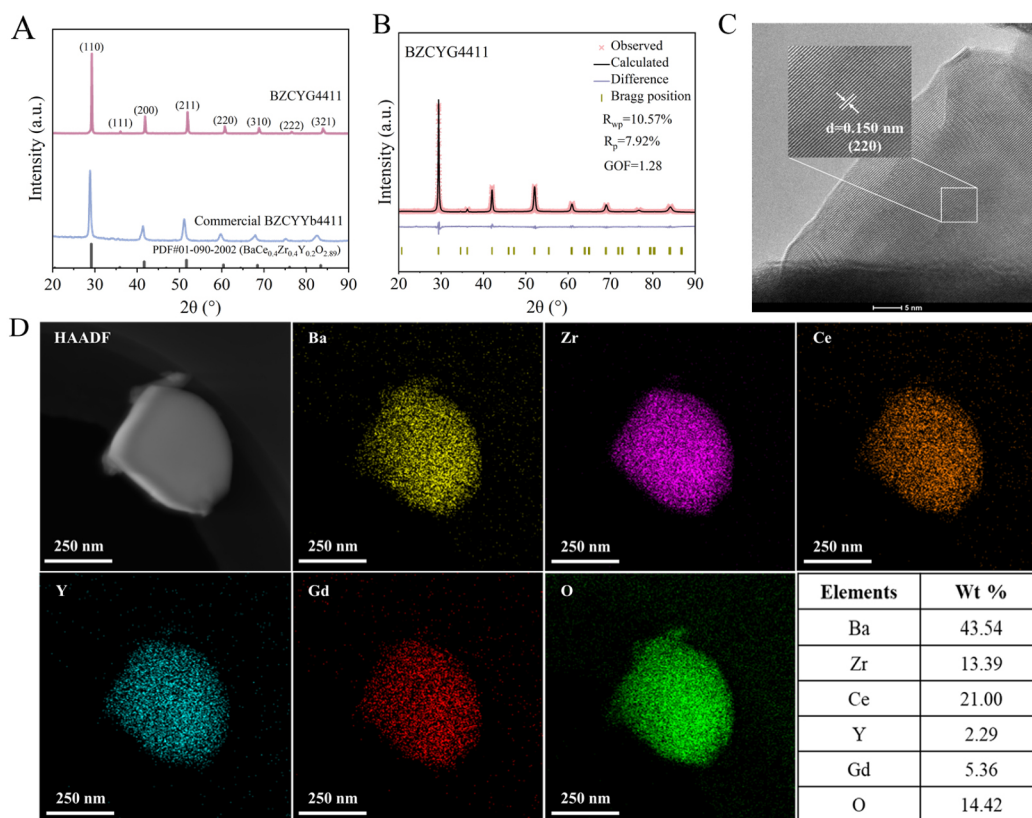 A
(110)
BZCYG4411
(111)
(200)
(211)
(220)
(310)
(222)
(321)
Commercial BZCYYb4411
PDF#01-090-2002 (BaCe0.4Zr0.4Y0.2O2.89)
Intensity (a.u.)
20 30 40 50 60 70 80 90
2θ (°)
B
BZCYG4411
Observed
Calculated
Difference
Bragg position
Rwp=10.57%
Rp=7.92%
GOF=1.28
Intensity (a.u.)
20 30 40 50 60 70 80 90
2θ (°)
C
d=0.150 nm
(220)
5 nm
D
HAADF
250 nm
Ba
250 nm
Zr
250 nm
Ce
250 nm
Y
250 nm
Gd
250 nm
O
250 nm
Elements Wt %
Ba 43.54
Zr 13.39
Ce 21.00
Y 2.29
Gd 5.36
O 14.42